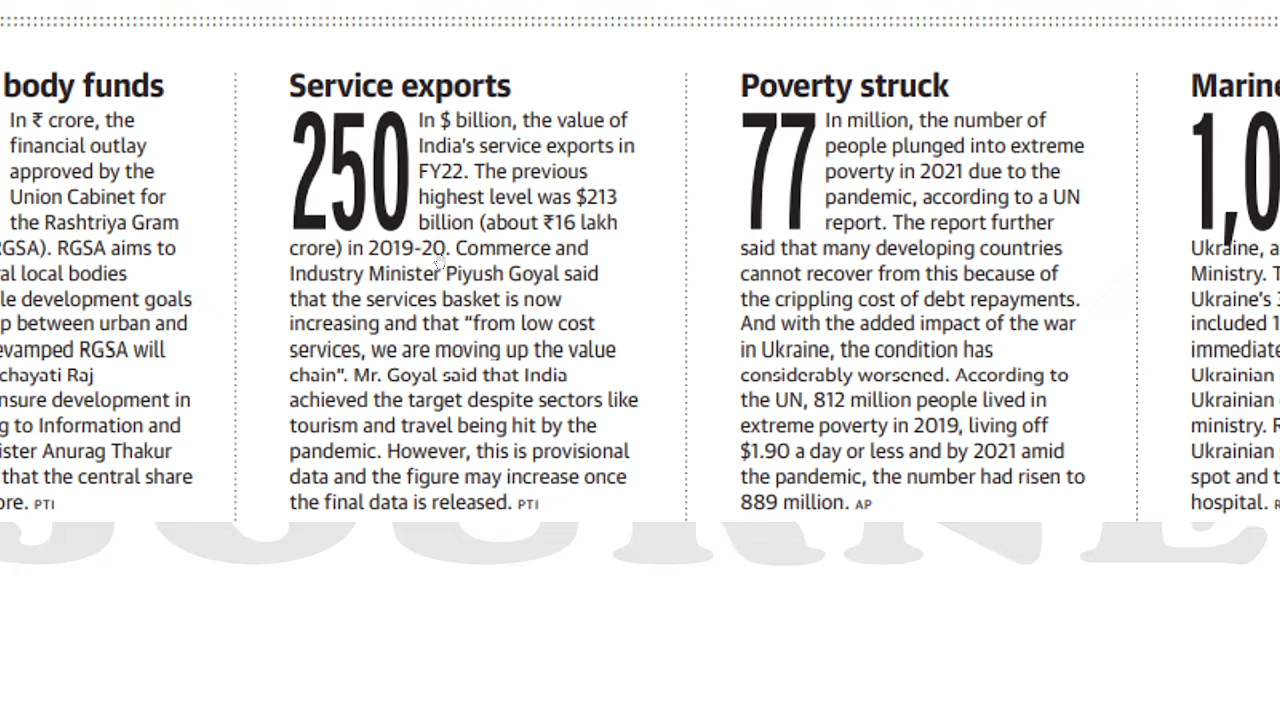 body funds
In ₹ crore, the
financial outlay
approved by the
Union Cabinet for
the Rashtriya Gram
RGSA). RGSA aims to
local bodies
development goals
between urban and
RGSA will
Raj
development in
to Information and
Anurag Thakur
that the central share
PTI
Service exports
250
In $ billion, the value of
India's service exports in
FY22. The previous
highest level was $213
billion (about ₹16 lakh
crore) in 2019-20. Commerce and
Industry Minister Piyush Goyal said
that the services basket is now
increasing and that “from low cost
services, we are moving up the value
chain”. Mr. Goyal said that India
achieved the target despite sectors like
tourism and travel being hit by the
pandemic. However, this is provisional
data and the figure may increase once
the final data is released. PTI
Poverty struck
77
In million, the number of
people plunged into extreme
poverty in 2021 due to the
pandemic, according to a UN
report. The report further
said that many developing countries
cannot recover from this because of
the crippling cost of debt repayments.
And with the added impact of the war
in Ukraine, the condition has
considerably worsened. According to
the UN, 812 million people lived in
extreme poverty in 2019, living off
$1.90 a day or less and by 2021 amid
the pandemic, the number had risen to
889 million. AP
Marine
1,0
Ukraine, a
Ministry. T
Ukraine's
included 1
immediate
Ukrainian
Ukrainian
ministry. R
Ukrainian
spot and t
hospital.